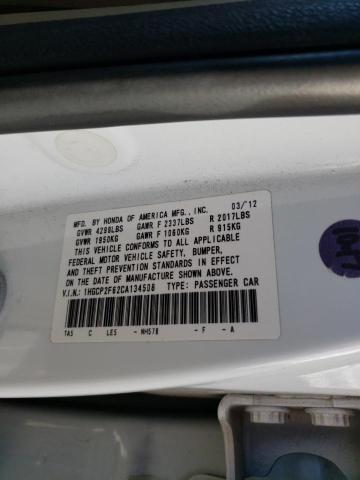 MFD. BY HONDA OF AMERICA MFG., INC. 03/12
GVWR 4299LBS GAWR F 2337LBS R 2017LBS
GVWR 1950KG GAWR F 1060KG R 915KG
THIS VEHICLE CONFORMS TO ALL APPLICABLE
FEDERAL MOTOR VEHICLE SAFETY, BUMPER,
AND THEFT PREVENTION STANDARDS IN EFFECT
ON THE DATE OF MANUFACTURE SHOWN ABOVE.
V.I.N.: 1HGCP2F62CA134508 TYPE: PASSENGER CAR
TA5 C LE5 - NH578 - F - A